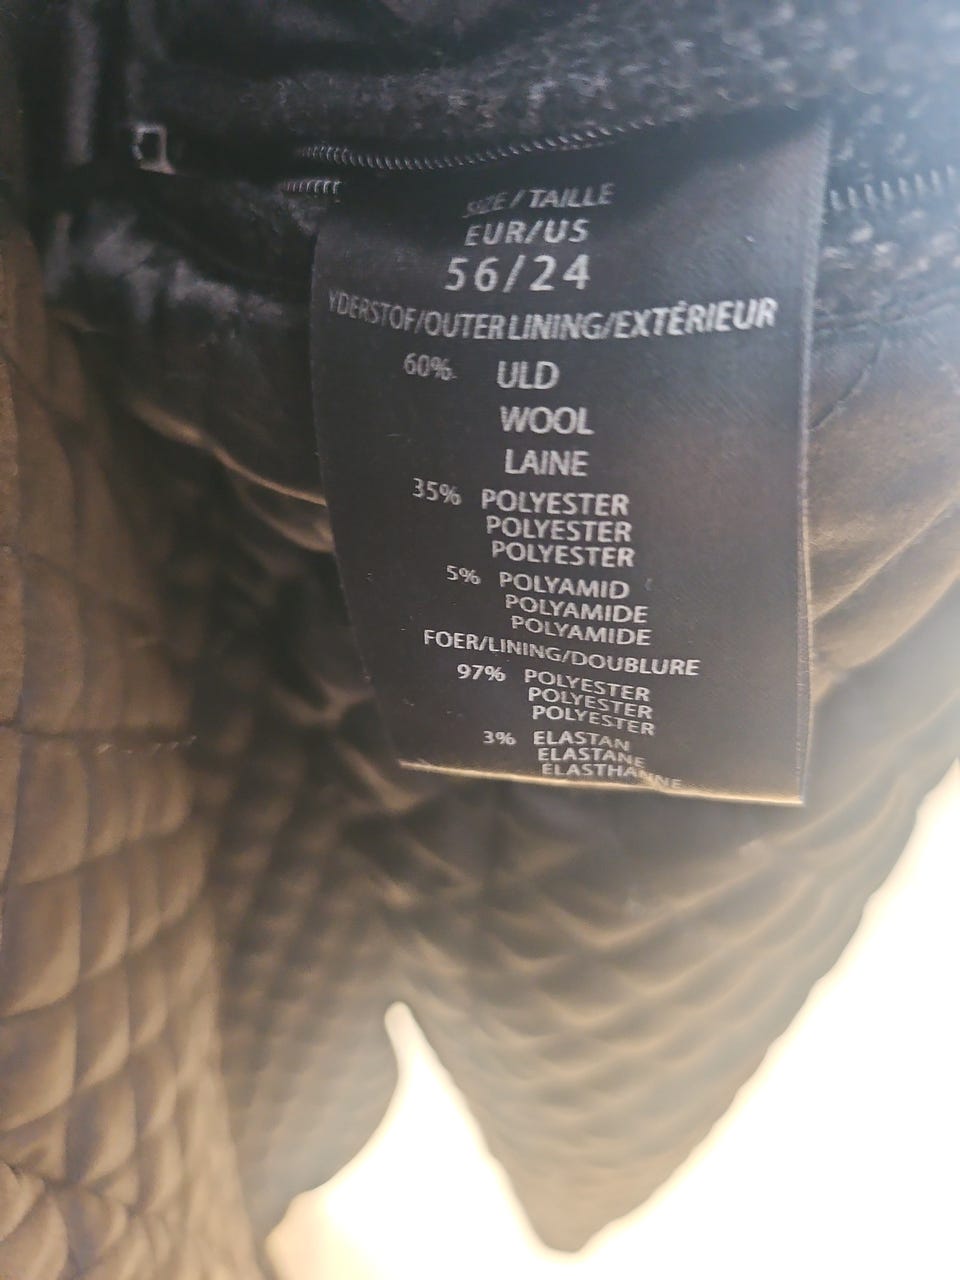 SIZE / TAILLE
EUR/US
56/24
YDERSTOF/OUTER LINING/EXTÉRIEUR
60% ULD
WOOL
LAINE
35% POLYESTER
POLYESTER
POLYESTER
5% POLYAMID
POLYAMIDE
POLYAMIDE
FOER/LINING/DOUBLURE
97% POLYESTER
POLYESTER
POLYESTER
3% ELASTAN
ELASTANE
ELASTHANNE